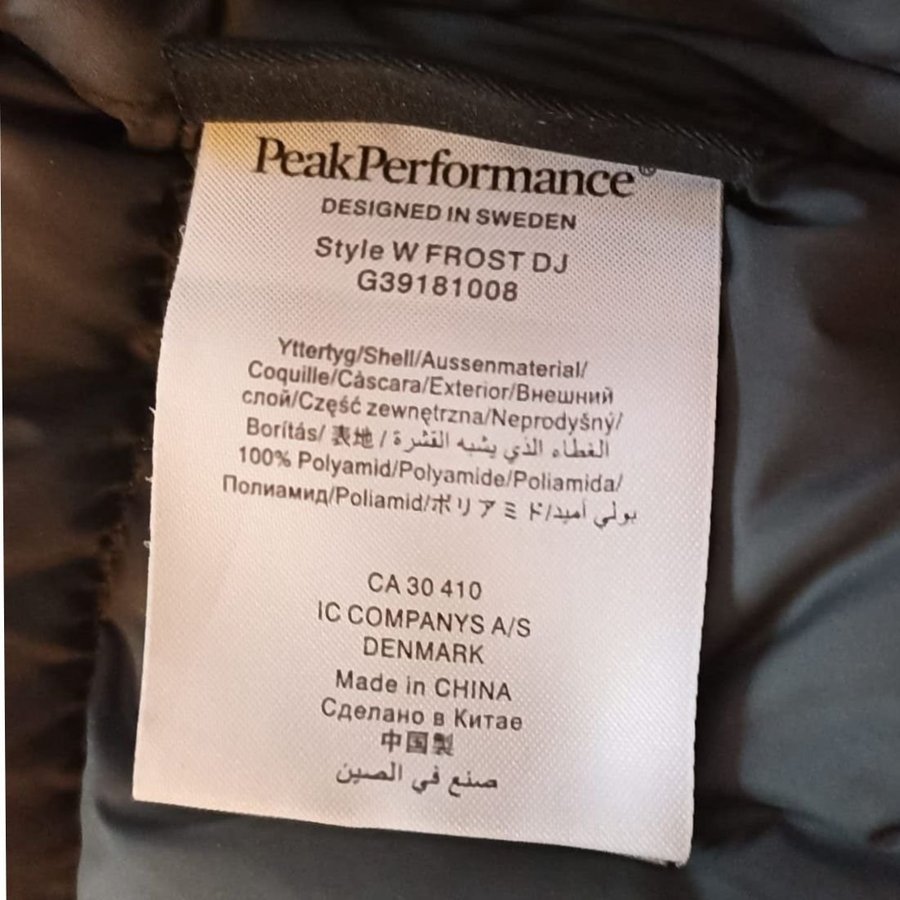 PeakPerformance®
DESIGNED IN SWEDEN
Style W FROST DJ
G39181008
Yttertyg/Shell/Aussenmaterial/
Coquille/Càscara/Exterior/Внешний
слой/Część zewnętrzna/Neprodyšný/
Borítás/ 表地 / الغطاء الذي يشبه القشرة
100% Polyamid/Polyamide/Poliamida/
Полиамид/Poliamid/ポリアミド/بولي أميد
CA 30 410
IC COMPANYS A/S
DENMARK
Made in CHINA
Сделано в Китае
中国製
صنع في الصين